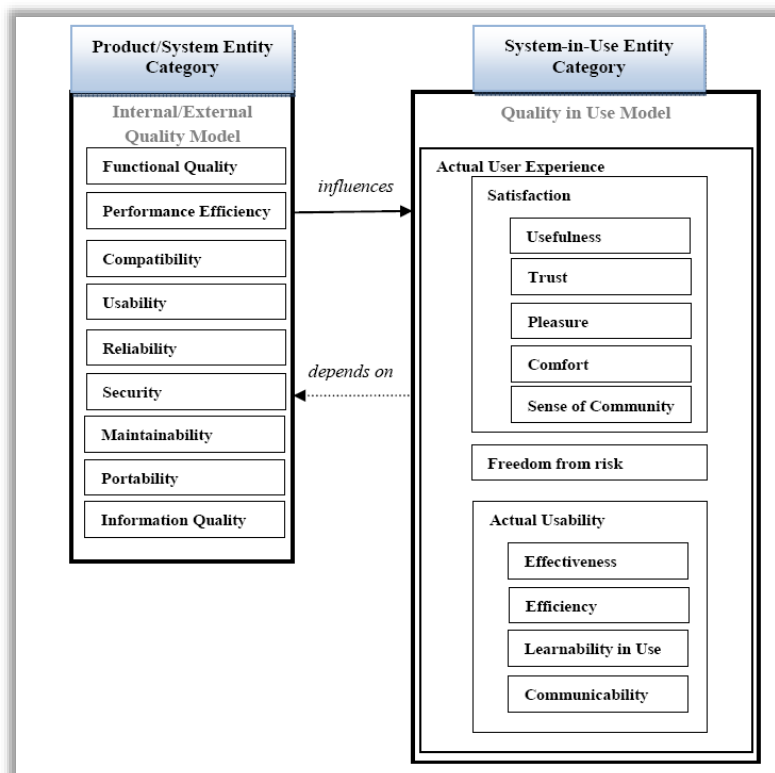 Product/System Entity
Category
Internal/External
Quality Model
Functional Quality
Performance Efficiency
Compatibility
Usability
Reliability
Security
Maintainability
Portability
Information Quality
influences
depends on
System-in-Use Entity
Category
Quality in Use Model
Actual User Experience
Satisfaction
Usefulness
Trust
Pleasure
Comfort
Sense of Community
Freedom from risk
Actual Usability
Effectiveness
Efficiency
Learnability in Use
Communicability